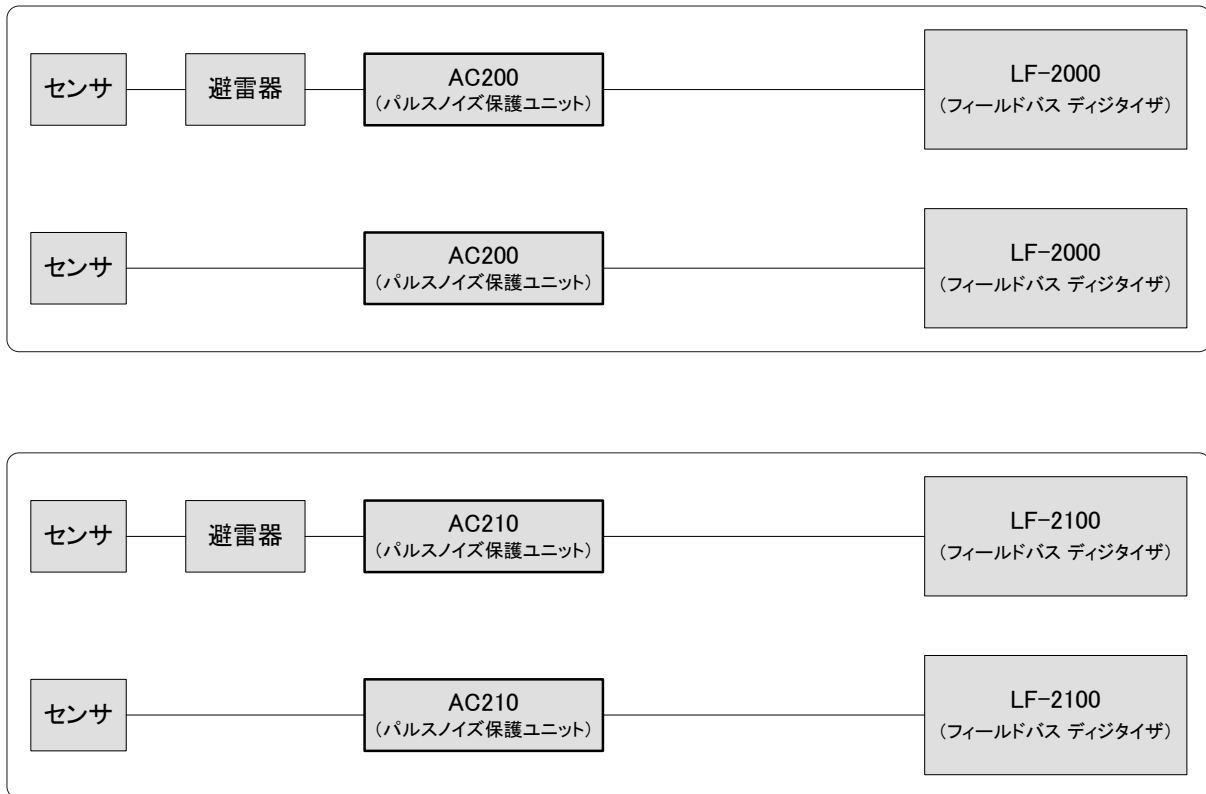 センサ
避雷器
AC200
（パルスノイズ保護ユニット）
LF-2000
（フィールドバス ディジタイザ）
センサ
AC200
（パルスノイズ保護ユニット）
LF-2000
（フィールドバス ディジタイザ）
センサ
避雷器
AC210
（パルスノイズ保護ユニット）
LF-2100
（フィールドバス ディジタイザ）
センサ
AC210
（パルスノイズ保護ユニット）
LF-2100
（フィールドバス ディジタイザ）